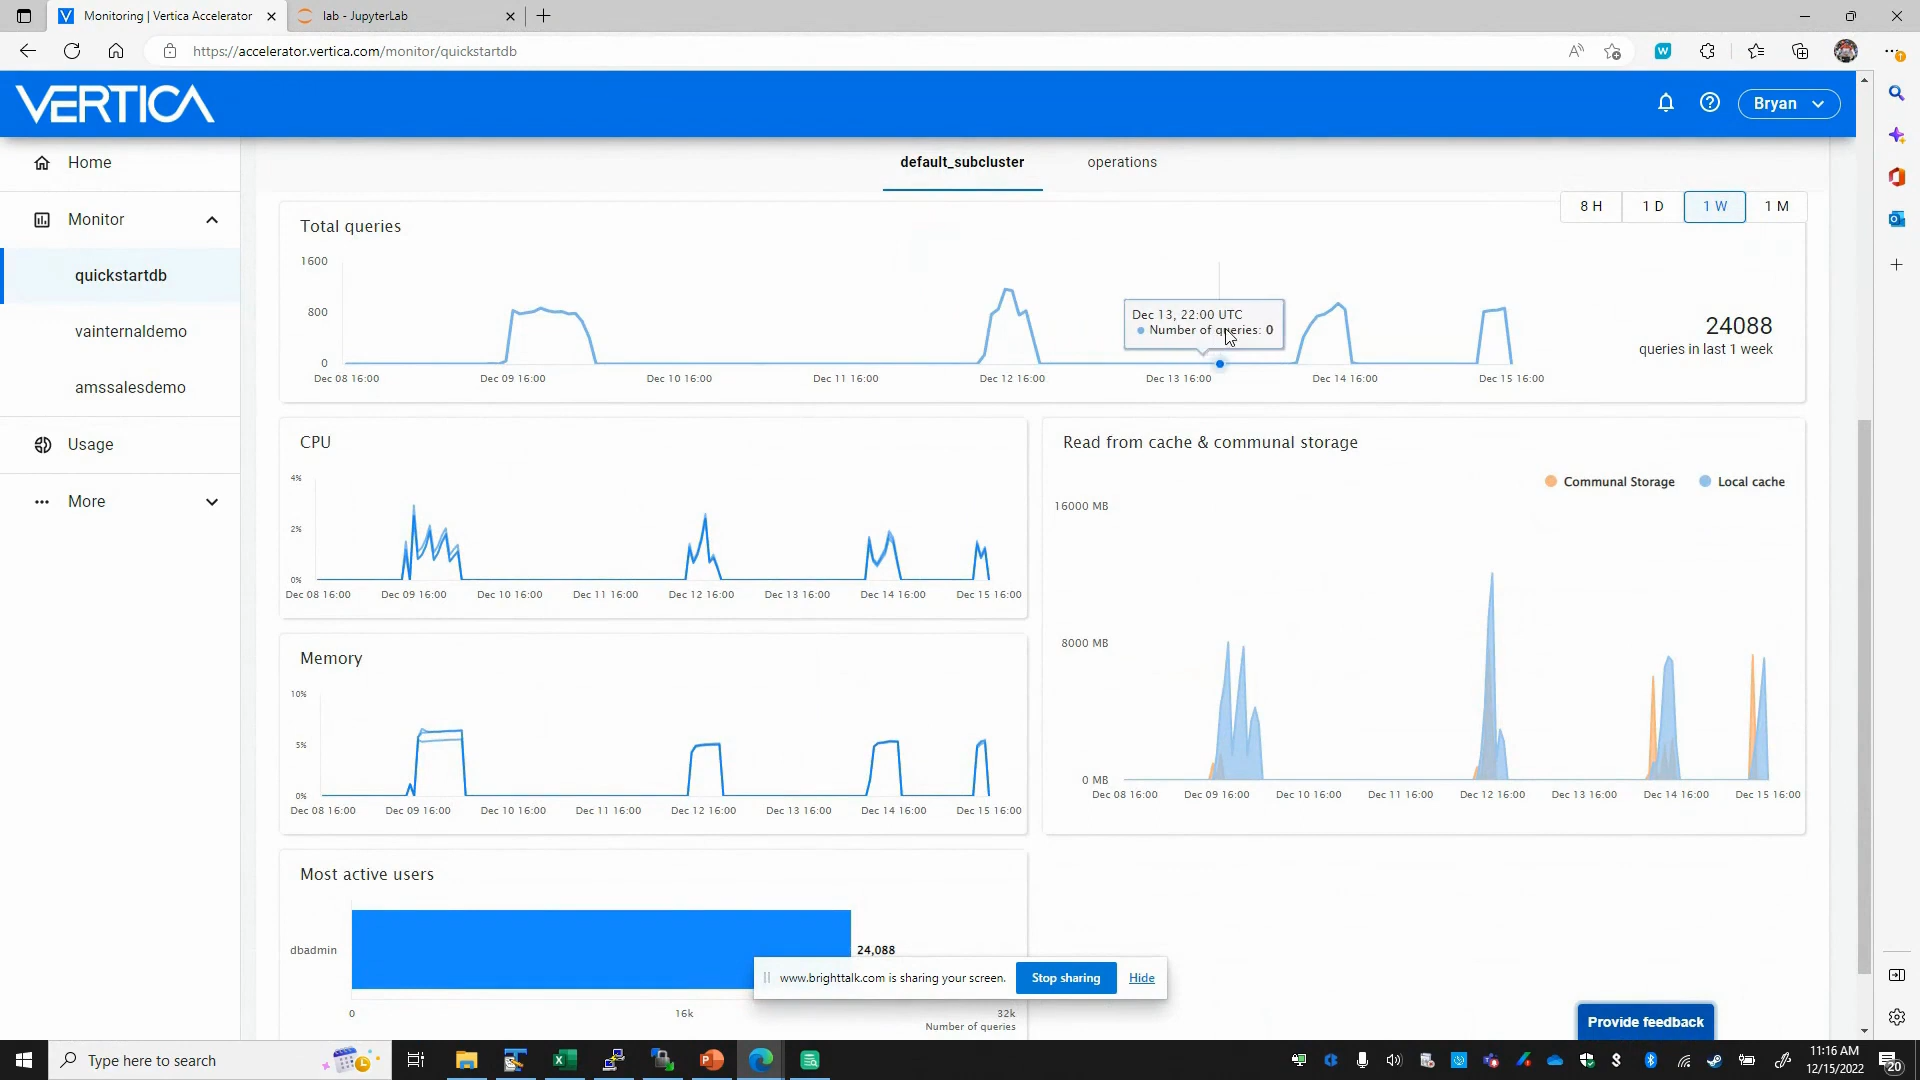 Monitoring | Vertica Accelerator
lab - JupyterLab
https://accelerator.vertica.com/monitor/quickstartdb
VERTICA
Bryan
Home
Monitor
quickstartdb
vainternaldemo
amssalesdemo
Usage
More
default_subcluster
operations
8 H
1 D
1 W
1 M
Total queries
1600
800
0
Dec 08 16:00
Dec 09 16:00
Dec 10 16:00
Dec 11 16:00
Dec 12 16:00
Dec 13 16:00
Dec 14 16:00
Dec 15 16:00
Dec 13, 22:00 UTC
Number of queries: 0
24088
queries in last 1 week
CPU
4%
2%
0%
Dec 08 16:00
Dec 09 16:00
Dec 10 16:00
Dec 11 16:00
Dec 12 16:00
Dec 13 16:00
Dec 14 16:00
Dec 15 16:00
Read from cache & communal storage
Communal Storage
Local cache
16000 MB
8000 MB
0 MB
Dec 08 16:00
Dec 09 16:00
Dec 10 16:00
Dec 11 16:00
Dec 12 16:00
Dec 13 16:00
Dec 14 16:00
Dec 15 16:00
Memory
10%
5%
0%
Dec 08 16:00
Dec 09 16:00
Dec 10 16:00
Dec 11 16:00
Dec 12 16:00
Dec 13 16:00
Dec 14 16:00
Dec 15 16:00
Most active users
dbadmin
24,088
0
16k
32k
Number of queries
www.brighttalk.com is sharing your screen.
Stop sharing
Hide
Provide feedback
Type here to search
11:16 AM
12/15/2022
20